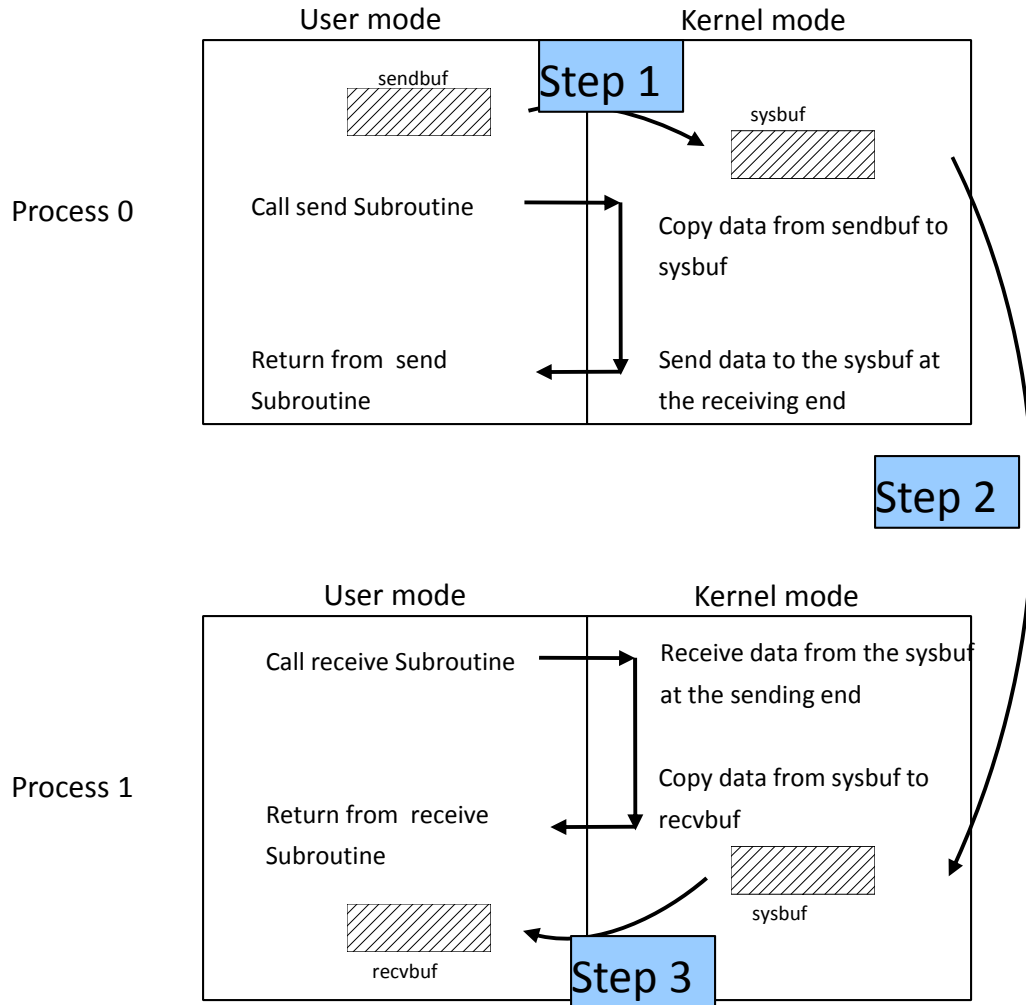 User mode
Kernel mode
Step 1
sendbuf
sysbuf
Process 0
Call send Subroutine
Copy data from sendbuf to
sysbuf
Return from send
Subroutine
Send data to the sysbuf at
the receiving end
Step 2
User mode
Kernel mode
Call receive Subroutine
Receive data from the sysbuf
at the sending end
Process 1
Copy data from sysbuf to
recvbuf
Return from receive
Subroutine
sysbuf
recvbuf
Step 3